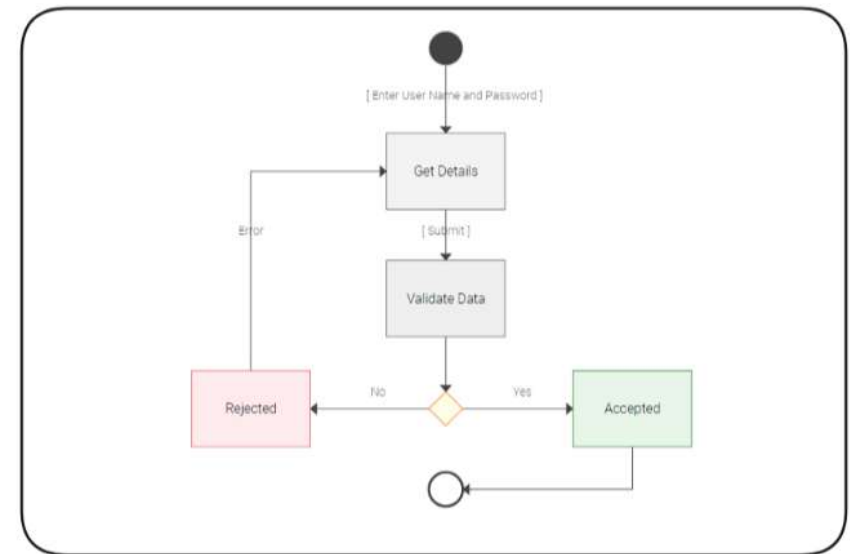 [ Enter User Name and Password ]
Get Details
Error
[ Submit ]
Validate Data
No
Yes
Rejected
Accepted